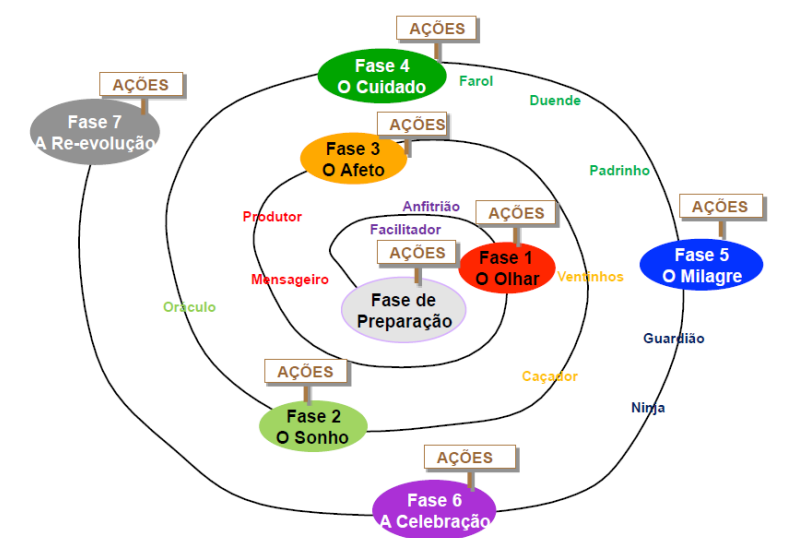 AÇÕES
Fase 4
O Cuidado
Farol
Duende
AÇÕES
Fase 7
A Re-evolução
AÇÕES
Fase 3
O Afeto
Padrinho
Anfitrião
Produtor
Facilitador
AÇÕES
Fase 1
O Olhar
AÇÕES
Fase 5
O Milagre
AÇÕES
Fase de
Preparação
Mensageiro
Ventinhos
Oráculo
Guardião
AÇÕES
Fase 2
O Sonho
Caçador
Ninja
AÇÕES
Fase 6
A Celebração